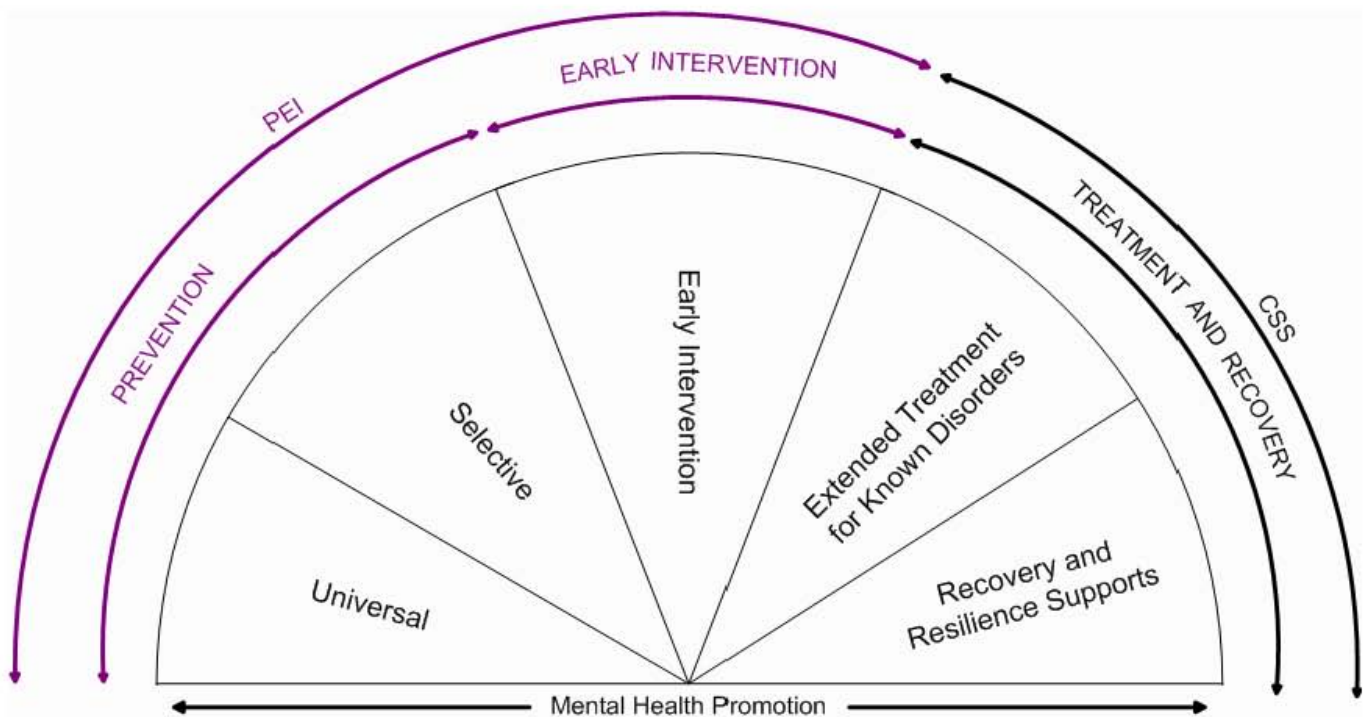 PEI
EARLY INTERVENTION
PREVENTION
TREATMENT AND RECOVERY
CSS
Universal
Selective
Early Intervention
Extended Treatment
for Known Disorders
Recovery and
Resilience Supports
Mental Health Promotion